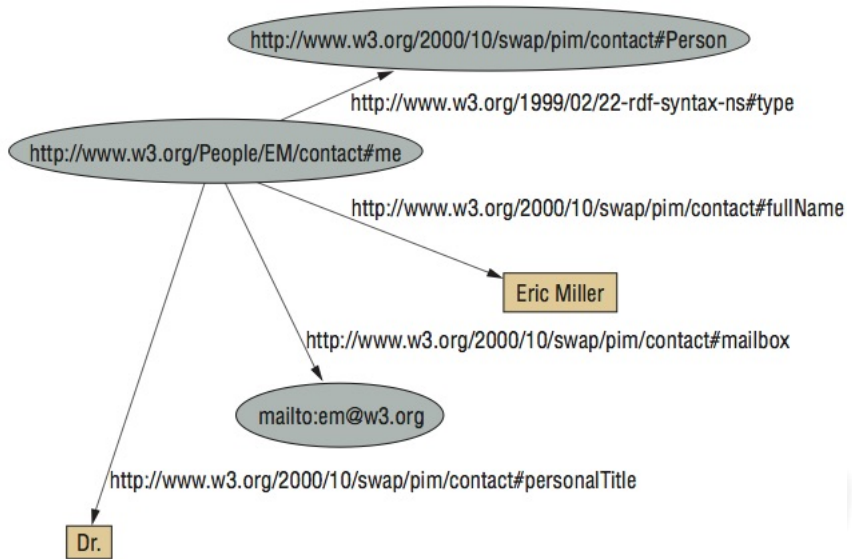 http://www.w3.org/2000/10/swap/pim/contact#Person
http://www.w3.org/1999/02/22-rdf-syntax-ns#type
http://www.w3.org/People/EM/contact#me
http://www.w3.org/2000/10/swap/pim/contact#fullName
Eric Miller
http://www.w3.org/2000/10/swap/pim/contact#mailbox
mailto:em@w3.org
http://www.w3.org/2000/10/swap/pim/contact#personalTitle
Dr.